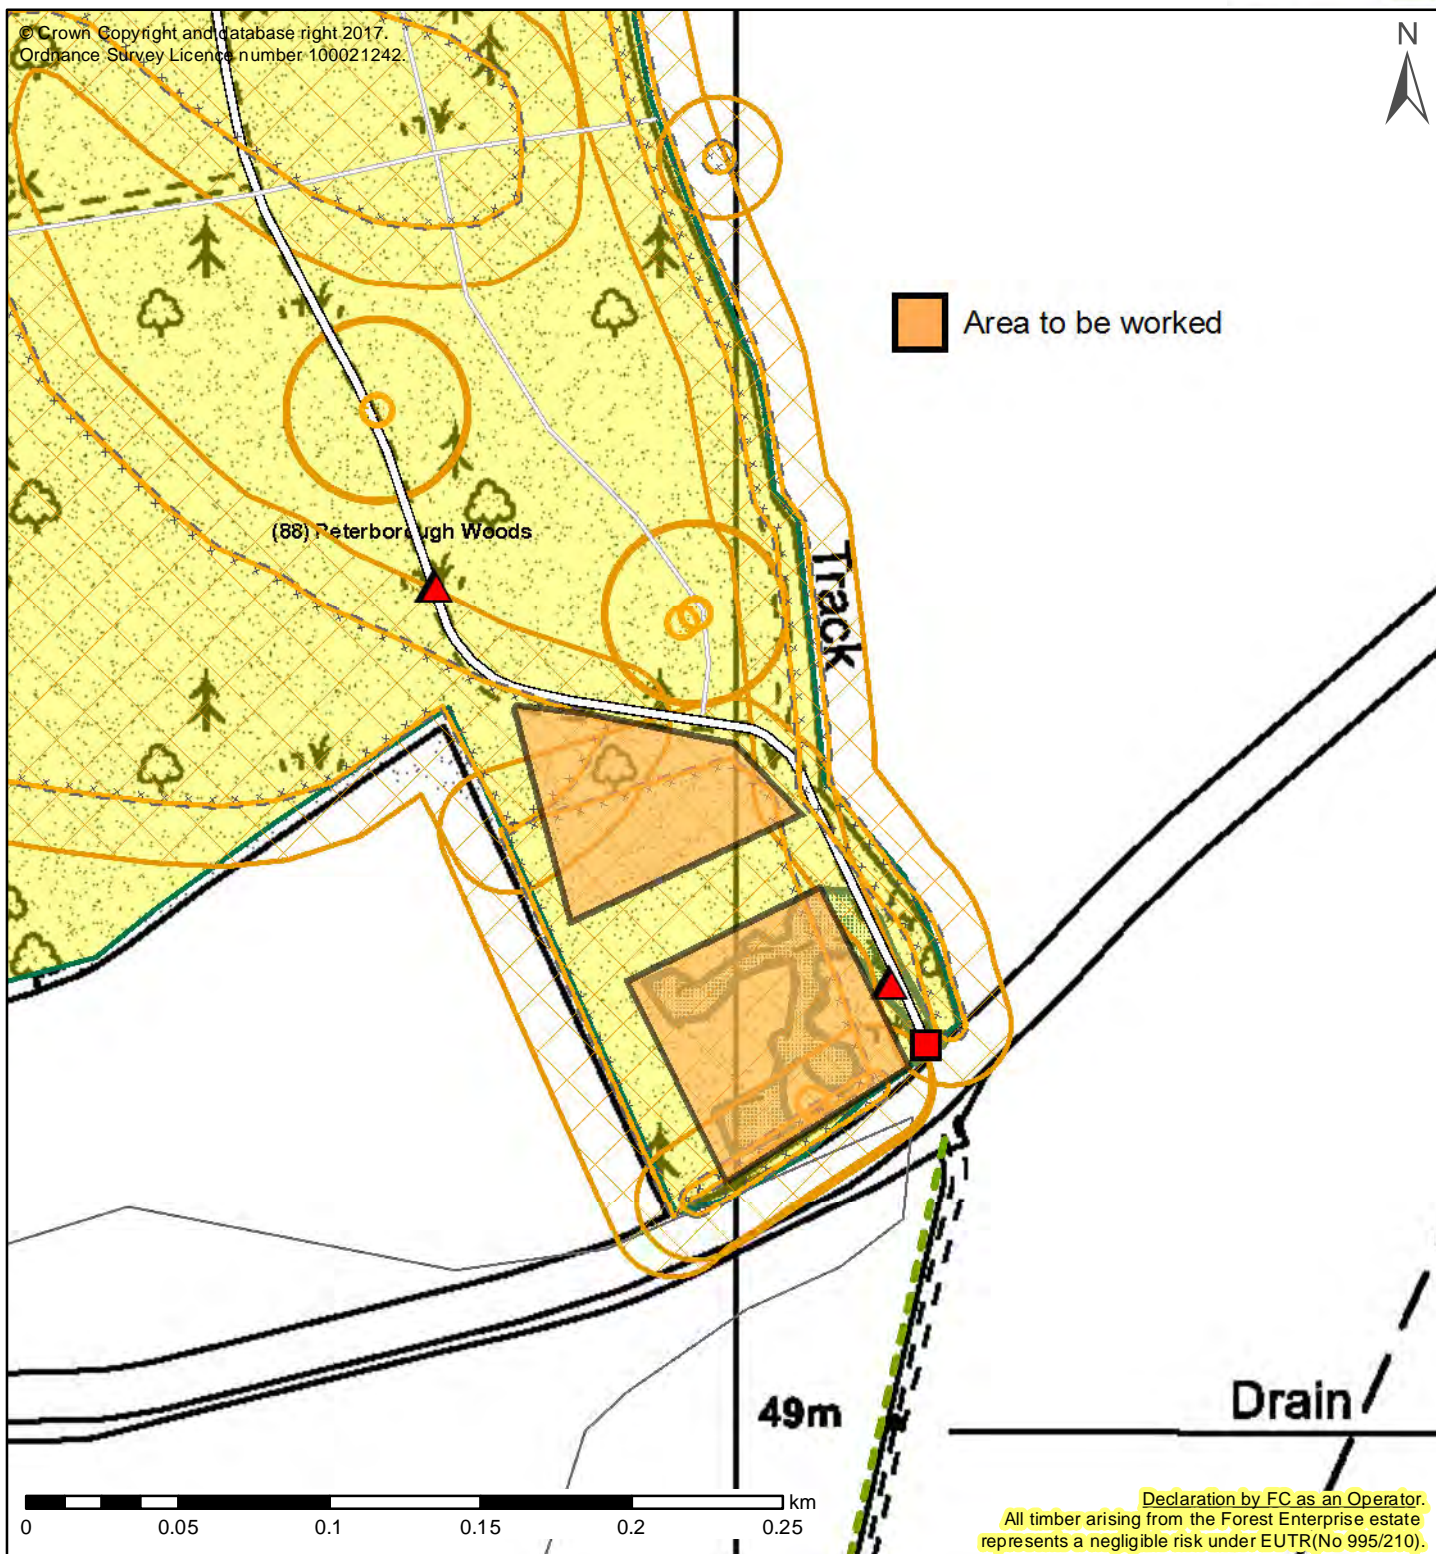 © Crown Copyright and database right 2017.
Ordnance Survey Licence number 100021242.
N
Area to be worked
(88) Peterborough Woods
Track
49m
Drain
km
0 0.05 0.1 0.15 0.2 0.25
Declaration by FC as an Operator.
All timber arising from the Forest Enterprise estate
represents a negligible risk under EUTR(No 995/210).